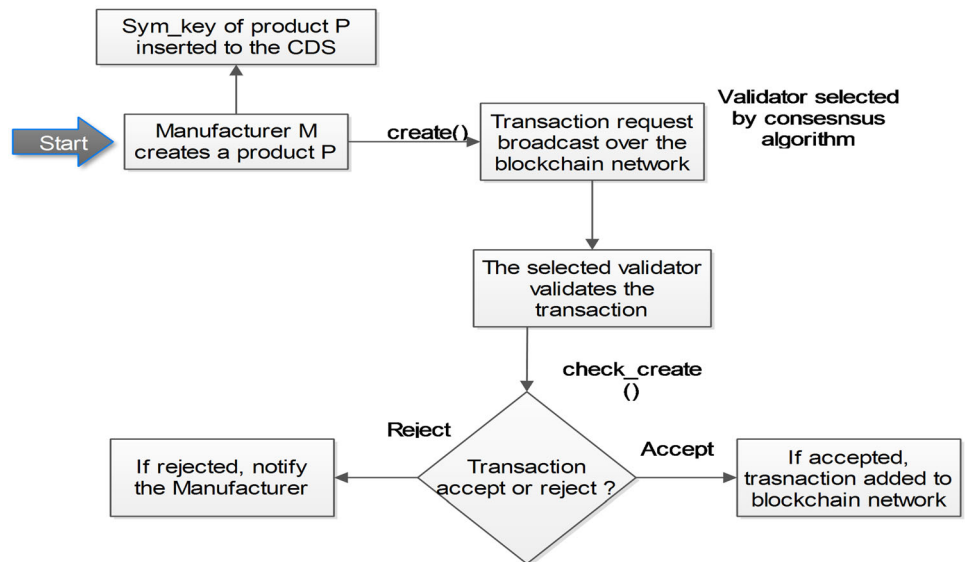 Sym_key of product P
inserted to the CDS
Start
Manufacturer M
creates a product P
create()
Transaction request
broadcast over the
blockchain network
Validator selected
by consesnsus
algorithm
The selected validator
validates the
transaction
check_create
()
Reject
Accept
If rejected, notify
the Manufacturer
Transaction
accept or reject ?
If accepted,
trasnaction added to
blockchain network